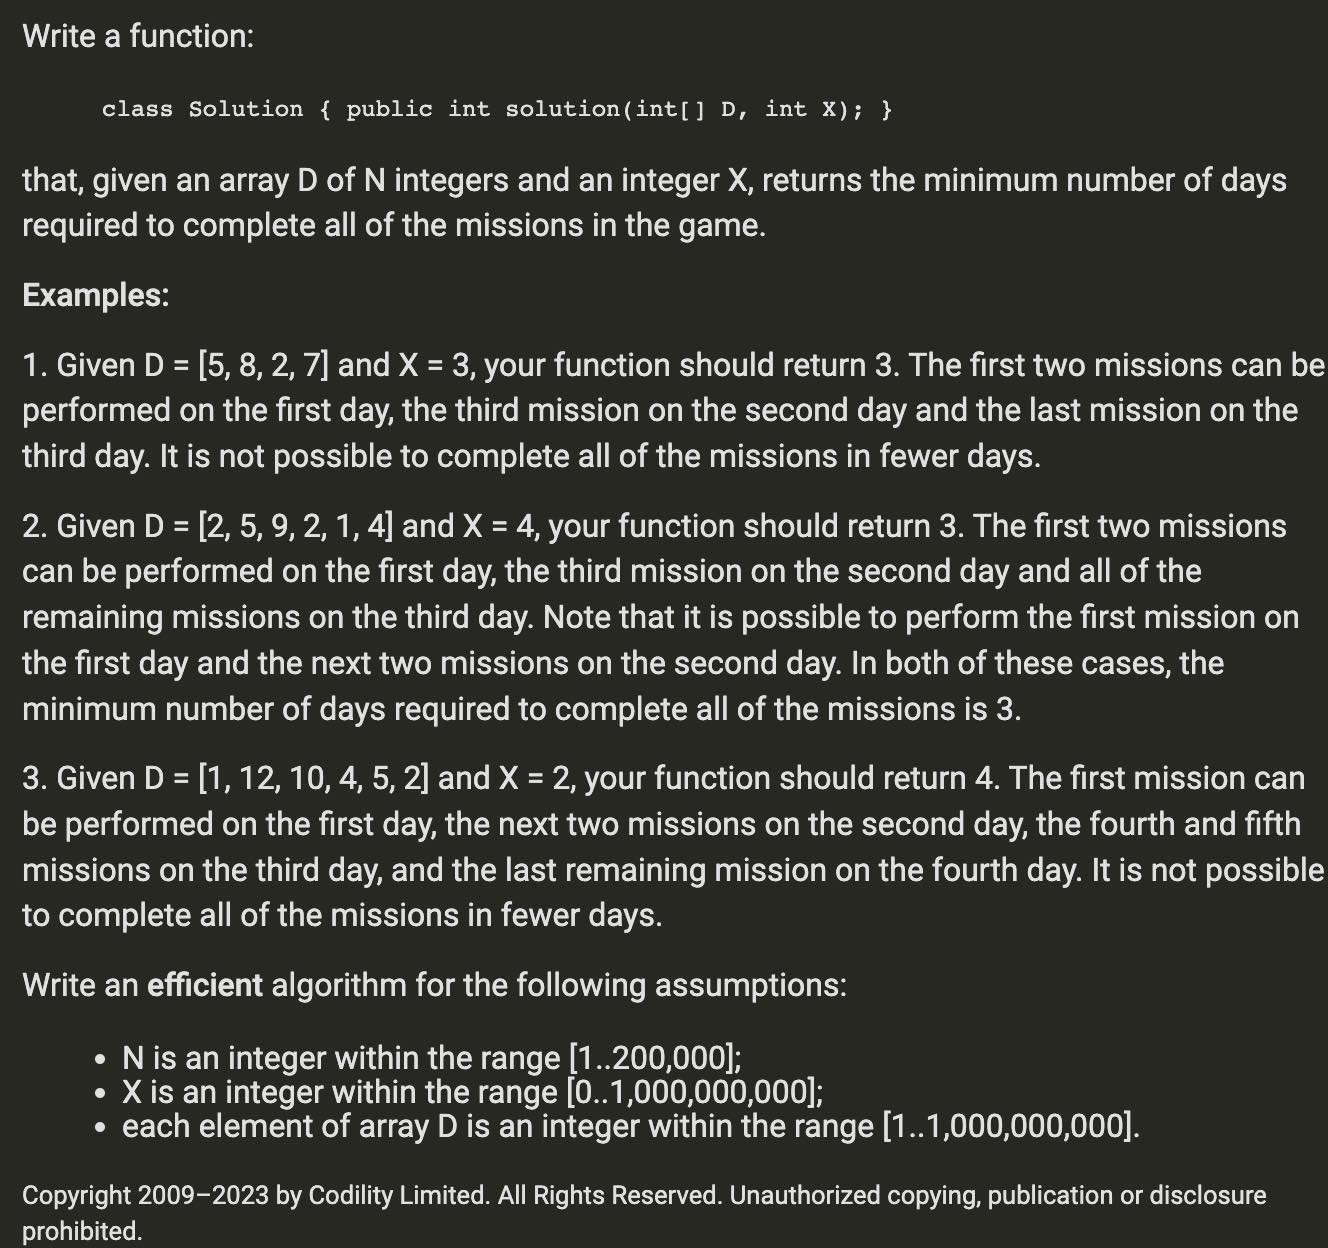 Write a function:
class Solution { public int solution(int[] D, int X); }
that, given an array D of N integers and an integer X, returns the minimum number of days
required to complete all of the missions in the game.
Examples:
1. Given D = [5, 8, 2, 7] and X = 3, your function should return 3. The first two missions can be
performed on the first day, the third mission on the second day and the last mission on the
third day. It is not possible to complete all of the missions in fewer days.
2. Given D = [2, 5, 9, 2, 1, 4] and X = 4, your function should return 3. The first two missions
can be performed on the first day, the third mission on the second day and all of the
remaining missions on the third day. Note that it is possible to perform the first mission on
the first day and the next two missions on the second day. In both of these cases, the
minimum number of days required to complete all of the missions is 3.
3. Given D = [1, 12, 10, 4, 5, 2] and X = 2, your function should return 4. The first mission can
be performed on the first day, the next two missions on the second day, the fourth and fifth
missions on the third day, and the last remaining mission on the fourth day. It is not possible
to complete all of the missions in fewer days.
Write an efficient algorithm for the following assumptions:
• N is an integer within the range [1..200,000];
• X is an integer within the range [0..1,000,000,000];
• each element of array D is an integer within the range [1..1,000,000,000].
Copyright 2009–2023 by Codility Limited. All Rights Reserved. Unauthorized copying, publication or disclosure
prohibited.